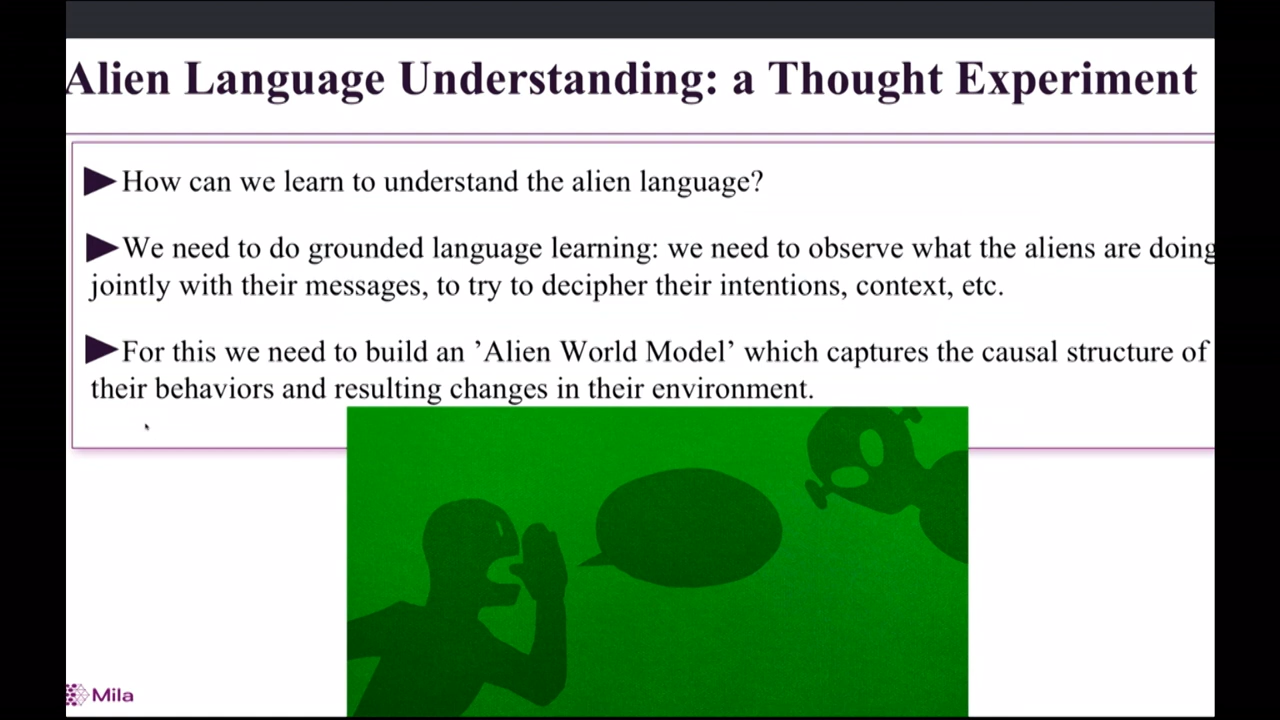 Alien Language Understanding: a Thought Experiment
How can we learn to understand the alien language?
We need to do grounded language learning: we need to observe what the aliens are doing
jointly with their messages, to try to decipher their intentions, context, etc.
For this we need to build an ’Alien World Model’ which captures the causal structure of
their behaviors and resulting changes in their environment.
Mila